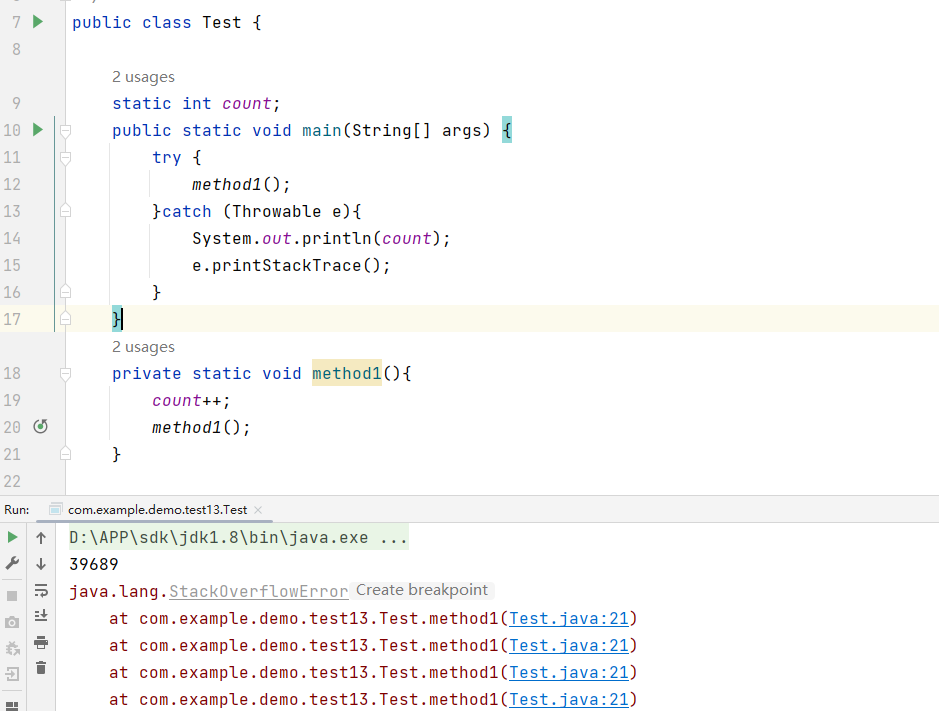 7 public class Test {
8
2 usages
9 static int count;
10 public static void main(String[] args) {
11 try {
12 method1();
13 }catch (Throwable e){
14 System.out.println(count);
15 e.printStackTrace();
16 }
17 }
2 usages
18 private static void method1(){
19 count++;
20 method1();
21 }
22
Run: com.example.demo.test13.Test ×
D:\APP\sdk\jdk1.8\bin\java.exe ...
39689
java.lang.StackOverflowError Create breakpoint
at com.example.demo.test13.Test.method1(Test.java:21)
at com.example.demo.test13.Test.method1(Test.java:21)
at com.example.demo.test13.Test.method1(Test.java:21)
at com.example.demo.test13.Test.method1(Test.java:21)